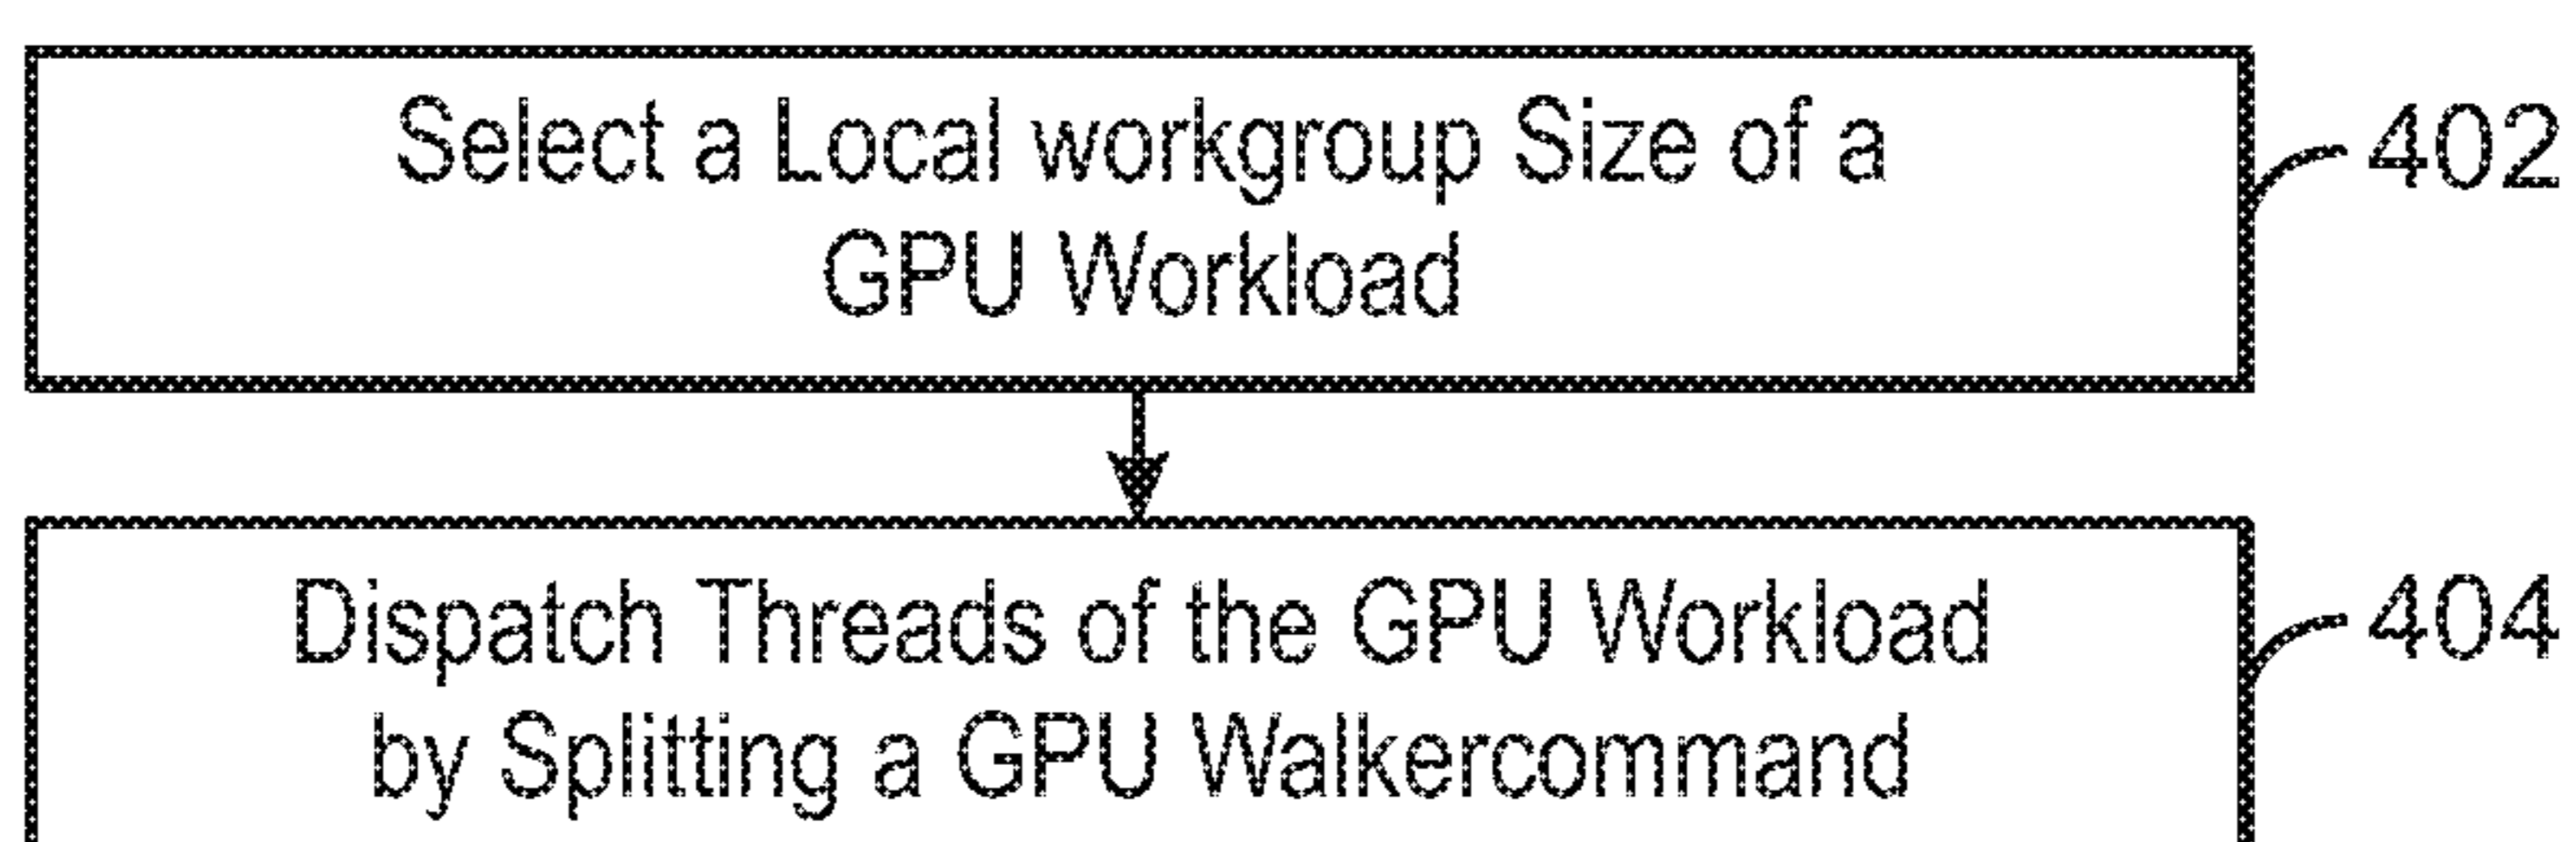 Select a Local workgroup Size of a
GPU Workload
402
Dispatch Threads of the GPU Workload
by Splitting a GPU Walkercommand
404